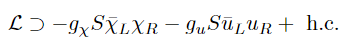 ℒ ⊃ −g_χ S χ̄_L χ_R − g_u S ū_L u_R + h.c.